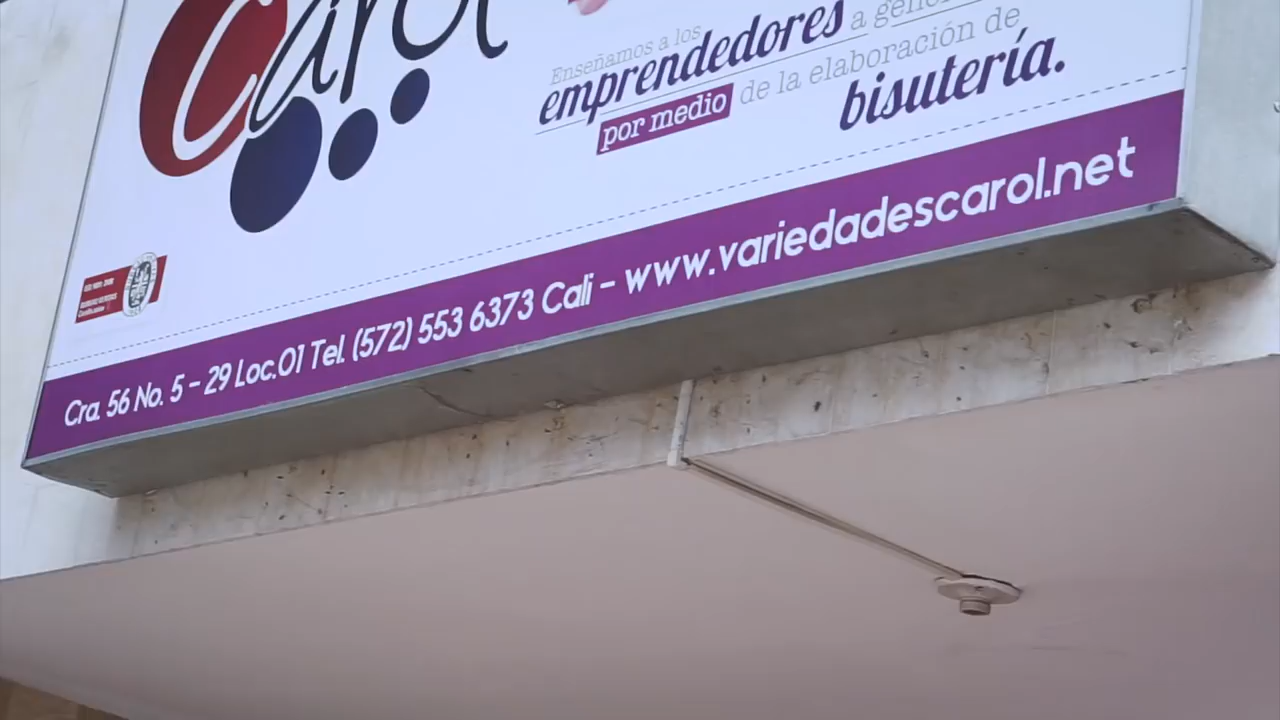 Carol
Enseñamos a los
emprendedores a gener
por medio de la elaboración de
bisutería.
Cra. 56 No. 5 - 29 Loc.01 Tel. (572) 553 6373 Cali - www.variedadescarol.net